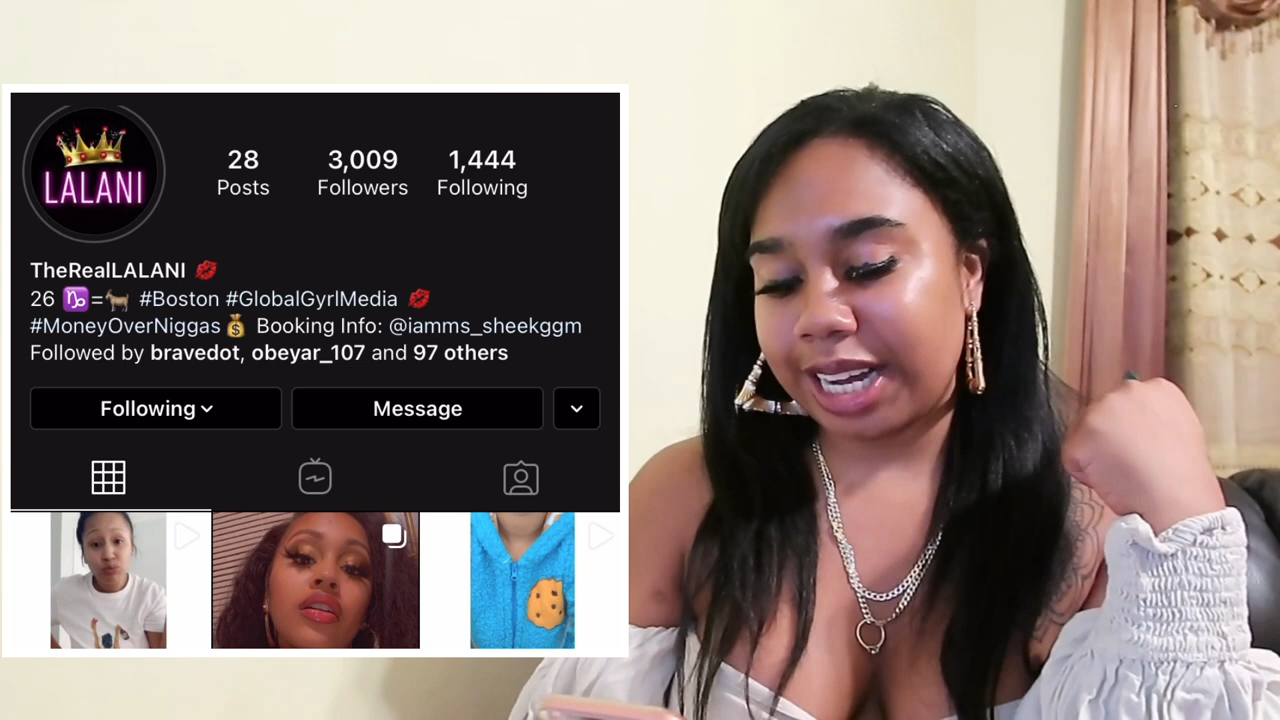 LALANI
28
3,009
1,444
Posts
Followers
Following
TheRealLALANI 💋
26 ♑=🐐 #Boston #GlobalGyrlMedia 💋
#MoneyOverNiggas💰 Booking Info: @iamms_sheekggm
Followed by bravedot, obeyar_107 and 97 others
Following
Message